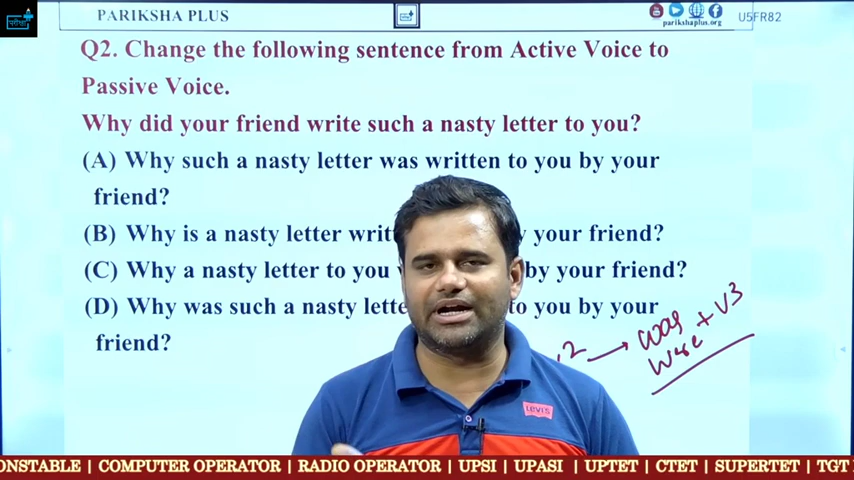 परीक्षा
PARIKSHA PLUS
parikshaplus.org
U5FR82
Q2. Change the following sentence from Active Voice to
Passive Voice.
Why did your friend write such a nasty letter to you?
(A) Why such a nasty letter was written to you by your
friend?
(B) Why is a nasty letter writ y your friend?
(C) Why a nasty letter to you by your friend?
(D) Why was such a nasty lette to you by your
friend?
2 → was + V3
were
LEVI'S
ONSTABLE | COMPUTER OPERATOR | RADIO OPERATOR | UPSI | UPASI | UPTET | CTET | SUPERTET | TGT